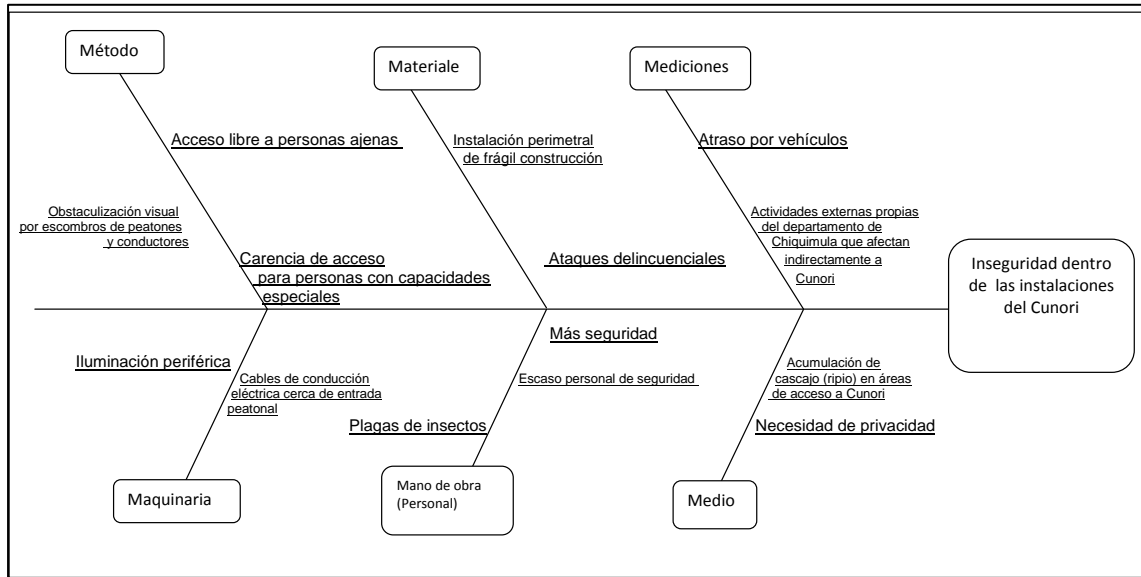 Método
Materiale
Mediciones
Acceso libre a personas ajenas
Instalación perimetral
de frágil construcción
Atraso por vehículos
Obstaculización visual
por escombros de peatones
y conductores
Actividades externas propias
del departamento de
Chiquimula que afectan
indirectamente a
Cunori
Carencia de acceso
para personas con capacidades
especiales
Ataques delincuenciales
Inseguridad dentro
de las instalaciones
del Cunori
Iluminación periférica
Más seguridad
Cables de conducción
eléctrica cerca de entrada
peatonal
Escaso personal de seguridad
Acumulación de
cascajo (ripio) en áreas
de acceso a Cunori
Plagas de insectos
Necesidad de privacidad
Maquinaria
Mano de obra
(Personal)
Medio